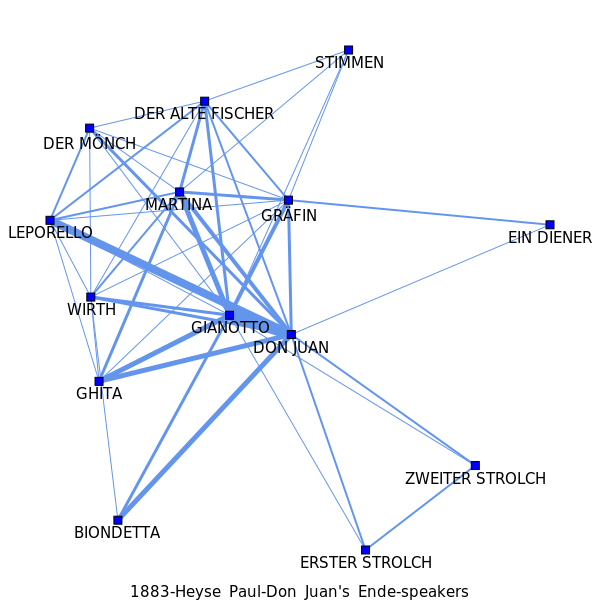 STIMMEN
DER ALTE FISCHER
DER MÖNCH
MARTINA
GRÄFIN
LEPORELLO
EIN DIENER
WIRTH
GIANOTTO
DON JUAN
GHITA
ZWEITER STROLCH
BIONDETTA
ERSTER STROLCH
1883-Heyse Paul-Don Juan's Ende-speakers